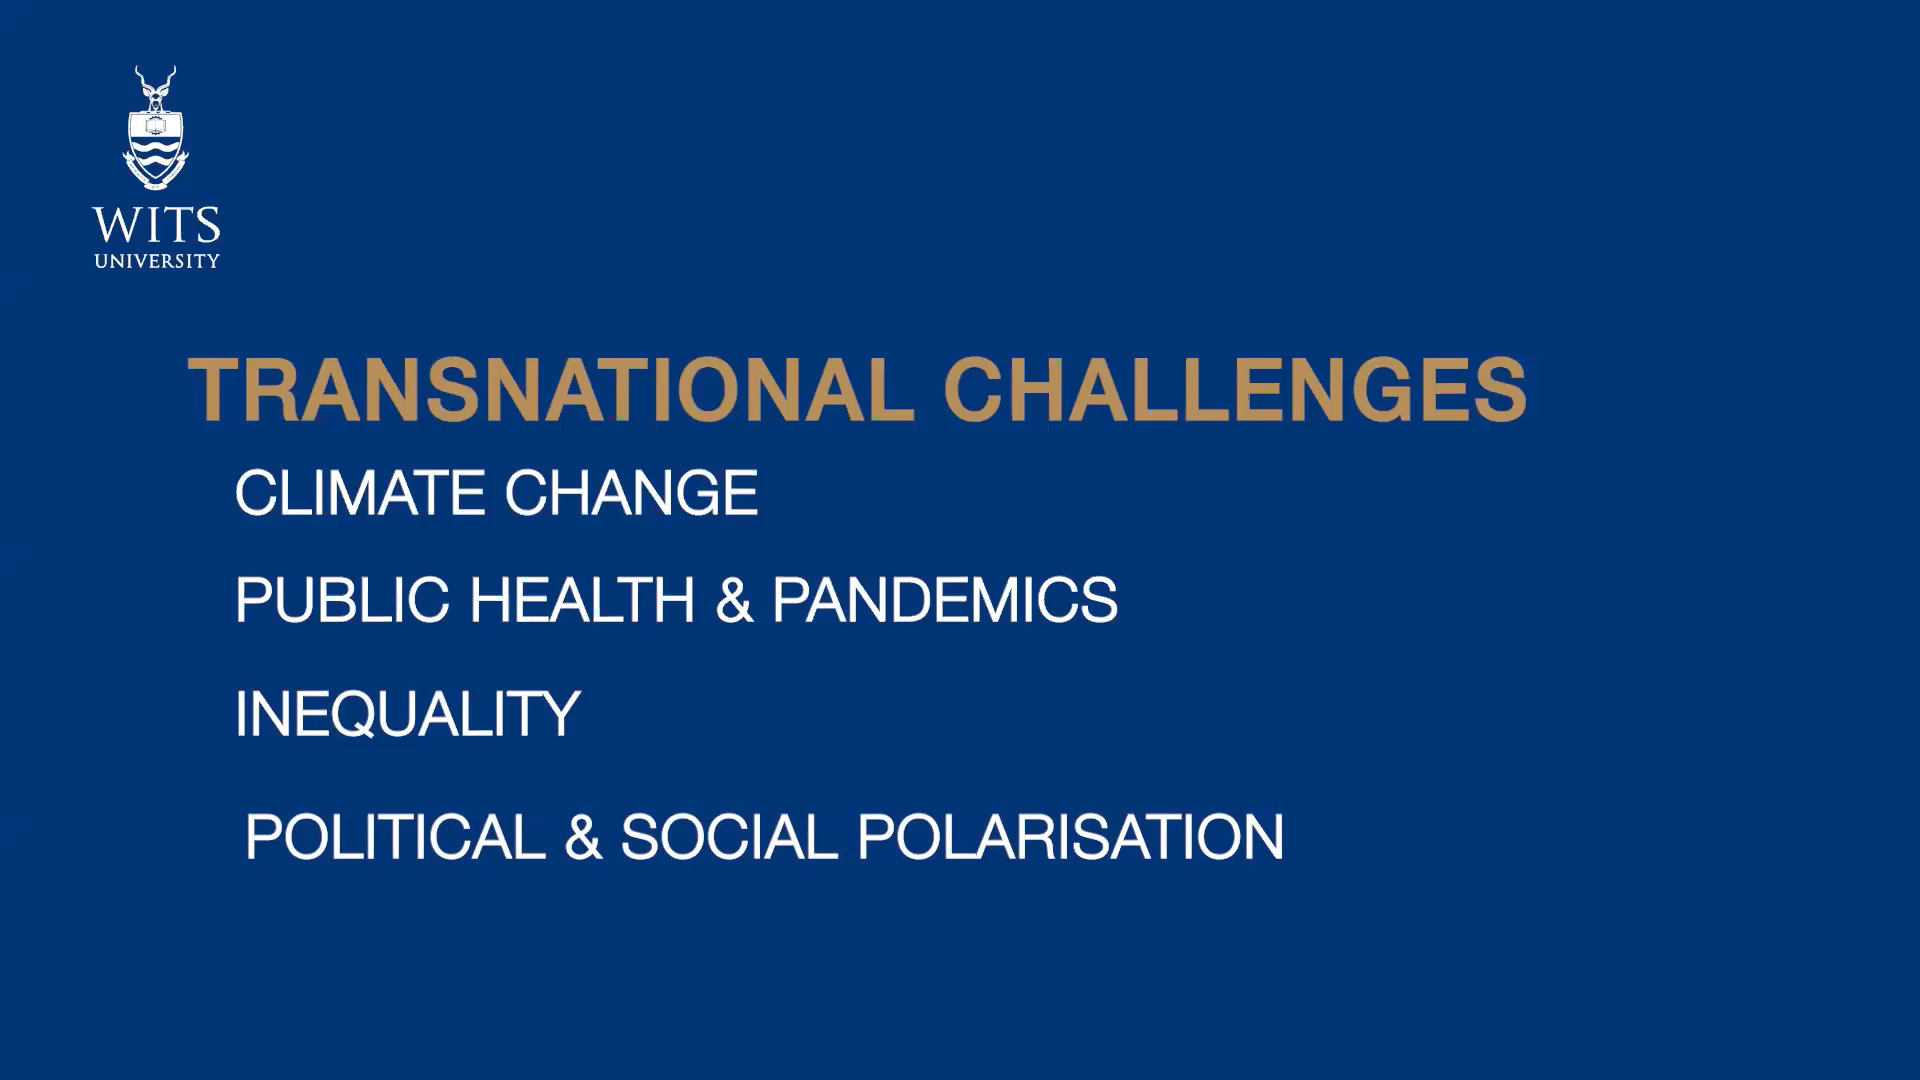 WITS
UNIVERSITY
TRANSNATIONAL CHALLENGES
CLIMATE CHANGE
PUBLIC HEALTH & PANDEMICS
INEQUALITY
POLITICAL & SOCIAL POLARISATION